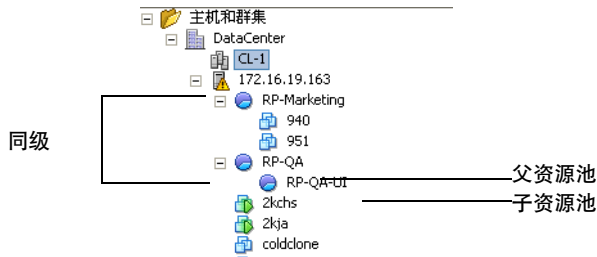 主机和群集
DataCenter
CL-1
172.16.19.163
RP-Marketing
940
同级
951
RP-QA
RP-QA-UI
父资源池
2kchs
子资源池
2kja
coldclone